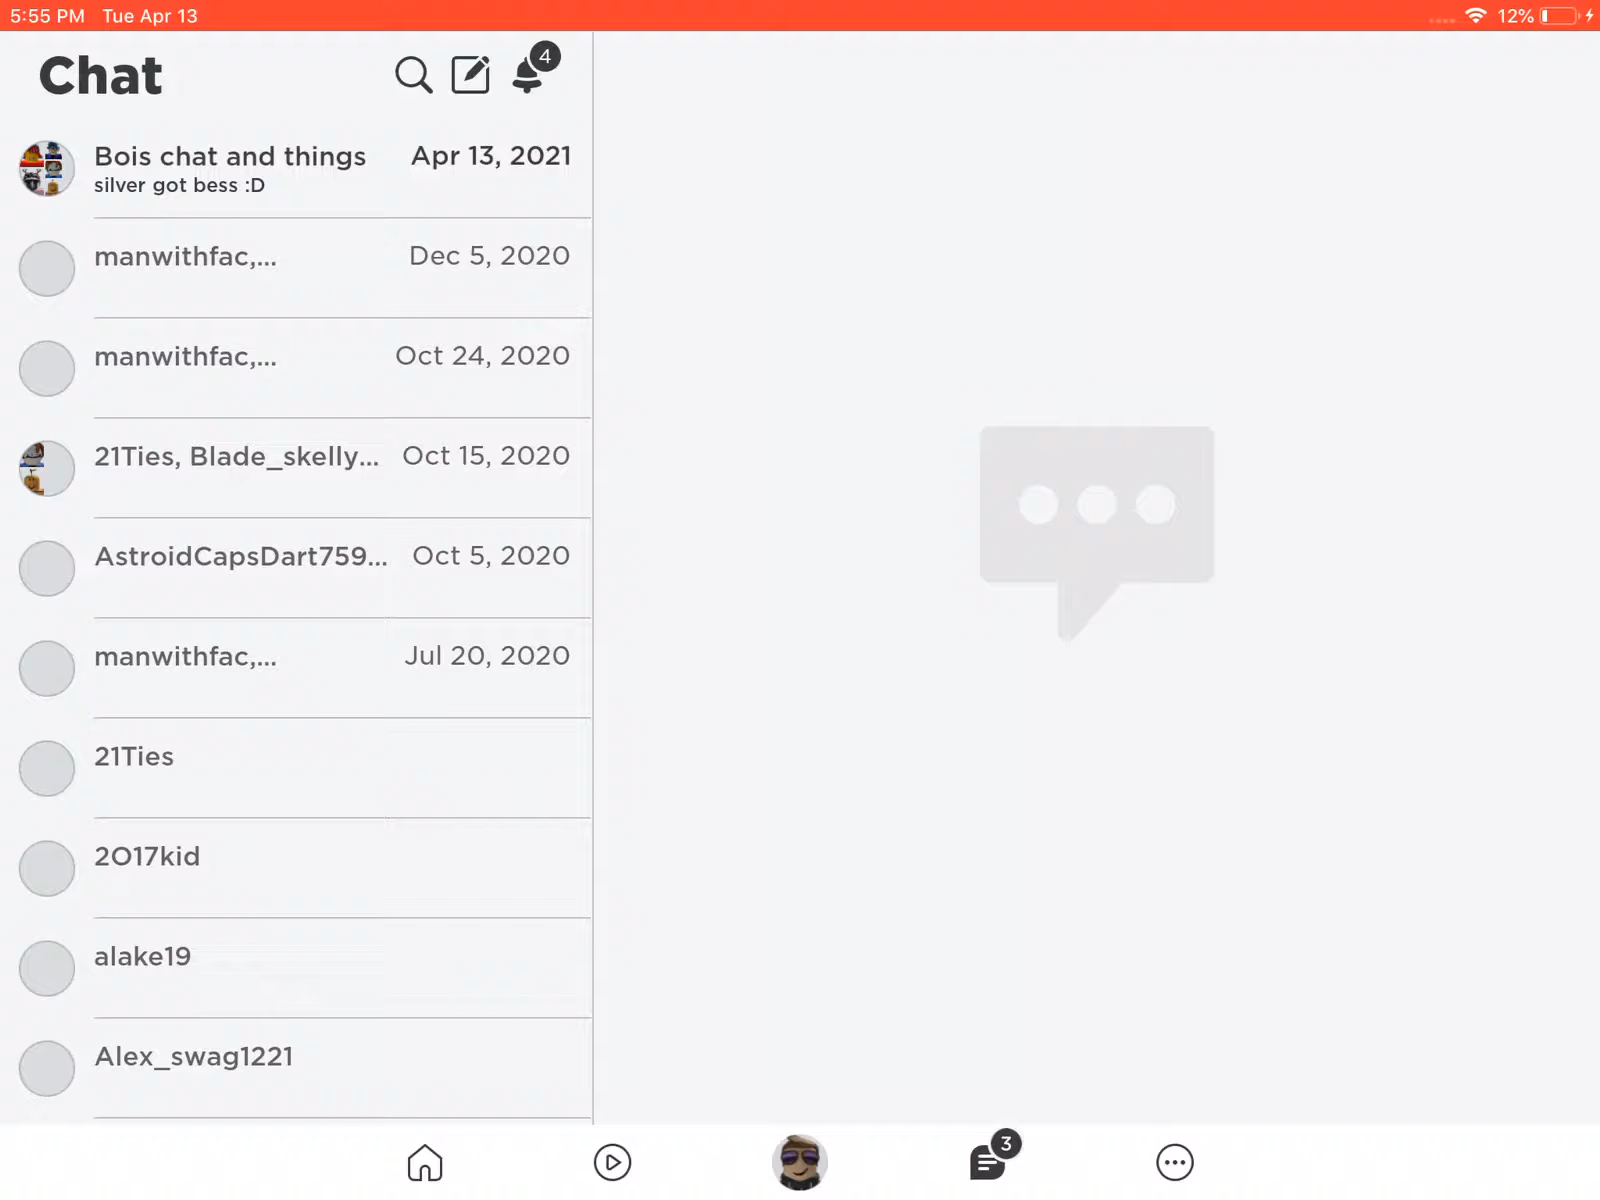 5:55 PM Tue Apr 13
12%
Chat
4
Bois chat and things Apr 13, 2021
silver got bess :D
manwithfac,... Dec 5, 2020
manwithfac,... Oct 24, 2020
21Ties, Blade_skelly... Oct 15, 2020
AstroidCapsDart759... Oct 5, 2020
manwithfac,... Jul 20, 2020
21Ties
2O17kid
alake19
Alex_swag1221
3